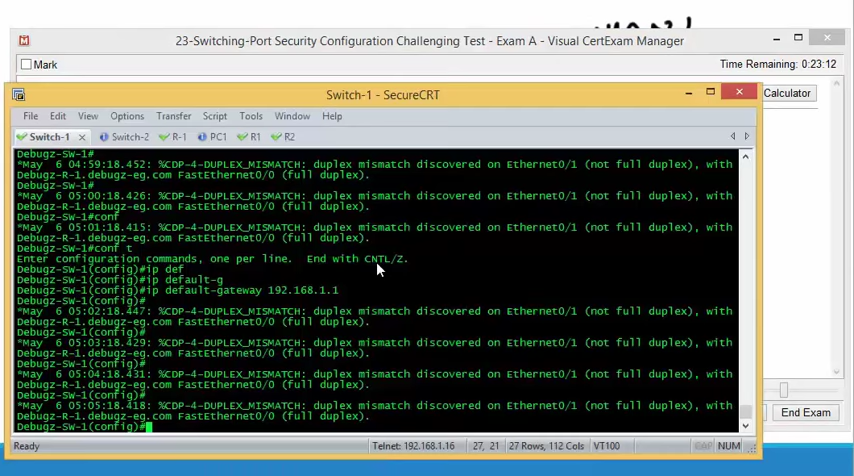 23-Switching-Port Security Configuration Challenging Test - Exam A - Visual CertExam Manager
Mark
Time Remaining: 0:23:12
Calculator
Switch-1 - SecureCRT
File Edit View Options Transfer Script Tools Window Help
Switch-1 Switch-2 R-1 PC1 R1 R2
Debugz-SW-1#
*May  6 04:59:18.452: %CDP-4-DUPLEX_MISMATCH: duplex mismatch discovered on Ethernet0/1 (not full duplex), with
Debugz-R-1.debugz-eg.com FastEthernet0/0 (full duplex).
Debugz-SW-1#
*May  6 05:00:18.426: %CDP-4-DUPLEX_MISMATCH: duplex mismatch discovered on Ethernet0/1 (not full duplex), with
Debugz-R-1.debugz-eg.com FastEthernet0/0 (full duplex).
Debugz-SW-1#conf
*May  6 05:01:18.415: %CDP-4-DUPLEX_MISMATCH: duplex mismatch discovered on Ethernet0/1 (not full duplex), with
Debugz-R-1.debugz-eg.com FastEthernet0/0 (full duplex).
Debugz-SW-1#conf t
Enter configuration commands, one per line.  End with CNTL/Z.
Debugz-SW-1(config)#ip def
Debugz-SW-1(config)#ip default-g
Debugz-SW-1(config)#ip default-gateway 192.168.1.1
Debugz-SW-1(config)#
*May  6 05:02:18.447: %CDP-4-DUPLEX_MISMATCH: duplex mismatch discovered on Ethernet0/1 (not full duplex), with
Debugz-R-1.debugz-eg.com FastEthernet0/0 (full duplex).
Debugz-SW-1(config)#
*May  6 05:03:18.429: %CDP-4-DUPLEX_MISMATCH: duplex mismatch discovered on Ethernet0/1 (not full duplex), with
Debugz-R-1.debugz-eg.com FastEthernet0/0 (full duplex).
Debugz-SW-1(config)#
*May  6 05:04:18.431: %CDP-4-DUPLEX_MISMATCH: duplex mismatch discovered on Ethernet0/1 (not full duplex), with
Debugz-R-1.debugz-eg.com FastEthernet0/0 (full duplex).
Debugz-SW-1(config)#
*May  6 05:05:18.418: %CDP-4-DUPLEX_MISMATCH: duplex mismatch discovered on Ethernet0/1 (not full duplex), with
Debugz-R-1.debugz-eg.com FastEthernet0/0 (full duplex).
Debugz-SW-1(config)#
End Exam
Ready Telnet: 192.168.1.16 27, 21 27 Rows, 112 Cols VT100 CAP NUM